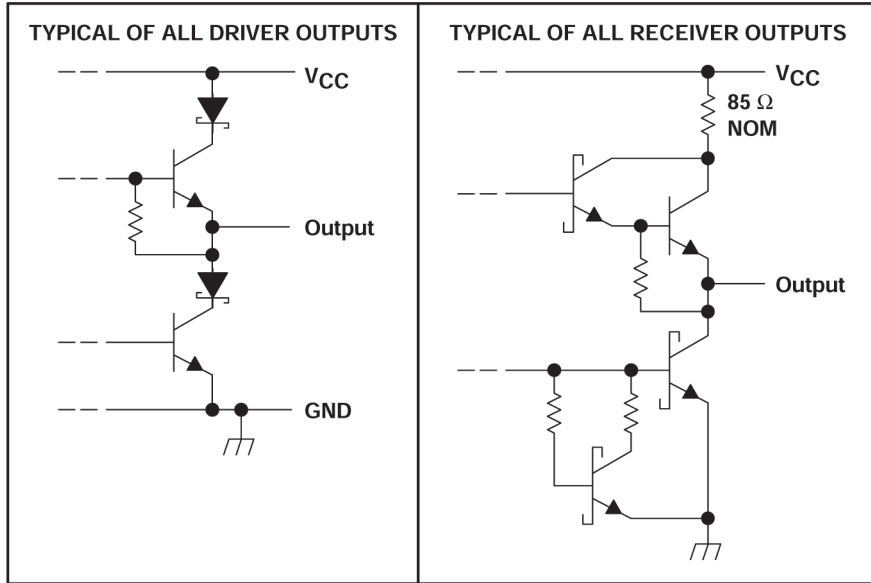 TYPICAL OF ALL DRIVER OUTPUTS
VCC
Output
GND
TYPICAL OF ALL RECEIVER OUTPUTS
VCC
85 Ω
NOM
Output